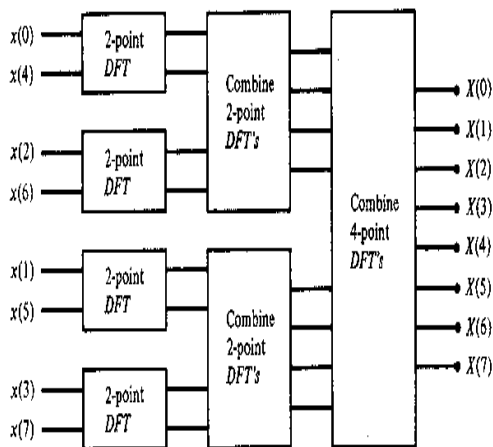 x(0)
x(4)
x(2)
x(6)
x(1)
x(5)
x(3)
x(7)
2-point
DFT
2-point
DFT
2-point
DFT
2-point
DFT
Combine
2-point
DFT's
Combine
2-point
DFT's
Combine
4-point
DFT's
X(0)
X(1)
X(2)
X(3)
X(4)
X(5)
X(6)
X(7)